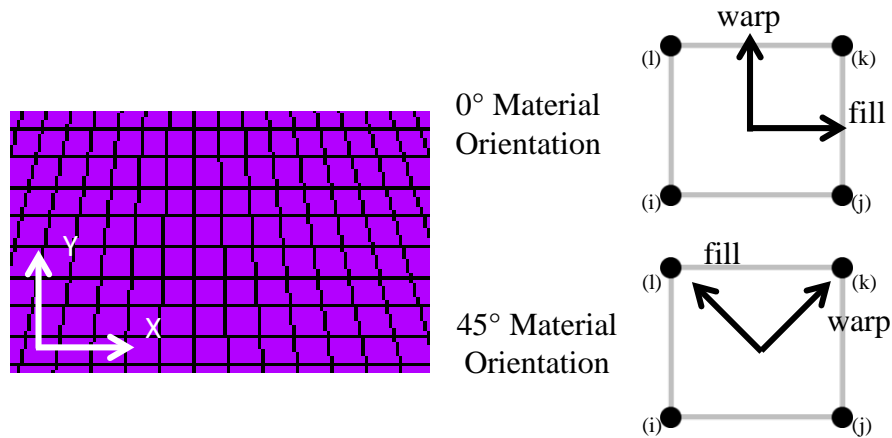 Y
X
0° Material
Orientation
warp
(l)
(k)
fill
(i)
(j)
45° Material
Orientation
fill
(l)
(k)
warp
(i)
(j)